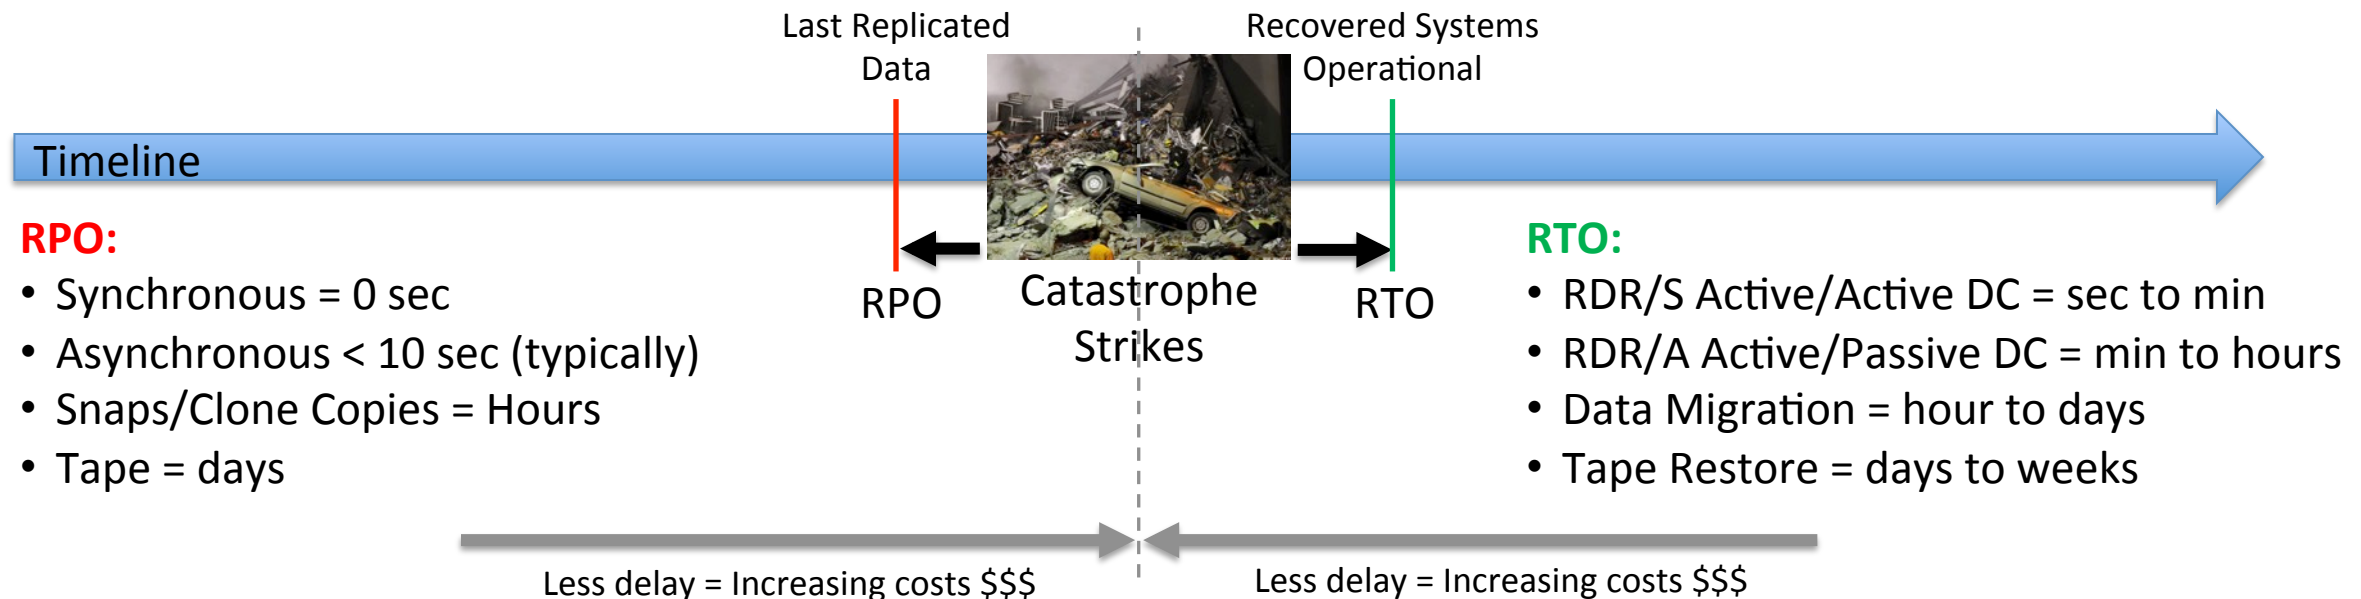 Last Replicated
Data
Recovered Systems
Operational
Timeline
RPO
Catastrophe
Strikes
RTO
RPO:
• Synchronous = 0 sec
• Asynchronous < 10 sec (typically)
• Snaps/Clone Copies = Hours
• Tape = days
RTO:
• RDR/S Active/Active DC = sec to min
• RDR/A Active/Passive DC = min to hours
• Data Migration = hour to days
• Tape Restore = days to weeks
Less delay = Increasing costs $$$
Less delay = Increasing costs $$$